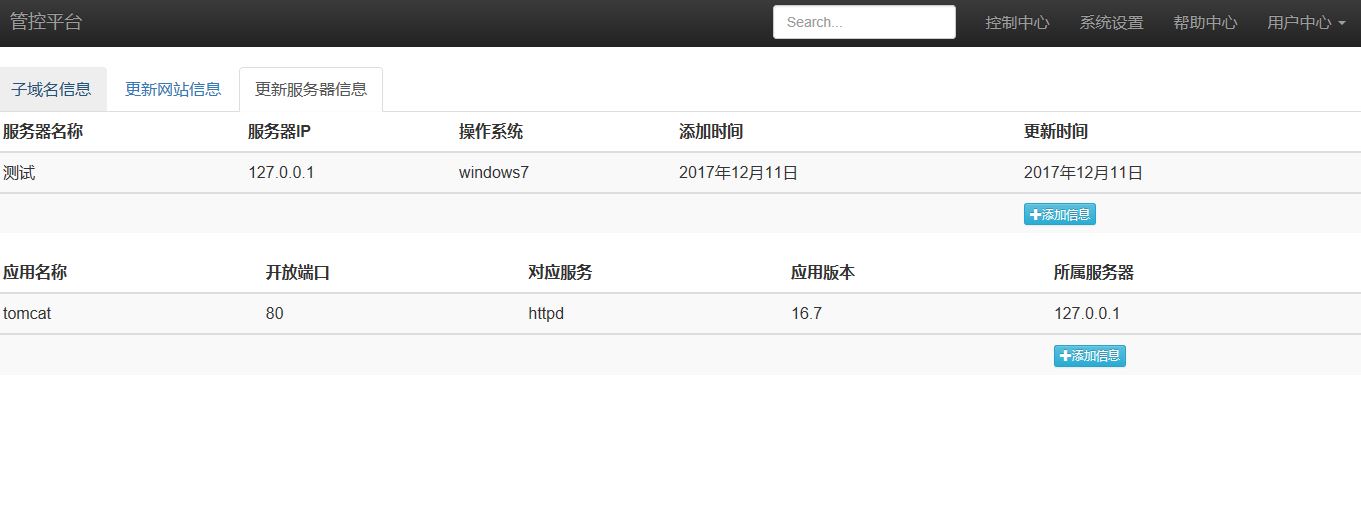 管控平台 Search... 控制中心 系统设置 帮助中心 用户中心
子域名信息 更新网站信息 更新服务器信息
服务器名称 服务器IP 操作系统 添加时间 更新时间
测试 127.0.0.1 windows7 2017年12月11日 2017年12月11日
添加信息
应用名称 开放端口 对应服务 应用版本 所属服务器
tomcat 80 httpd 16.7 127.0.0.1
添加信息